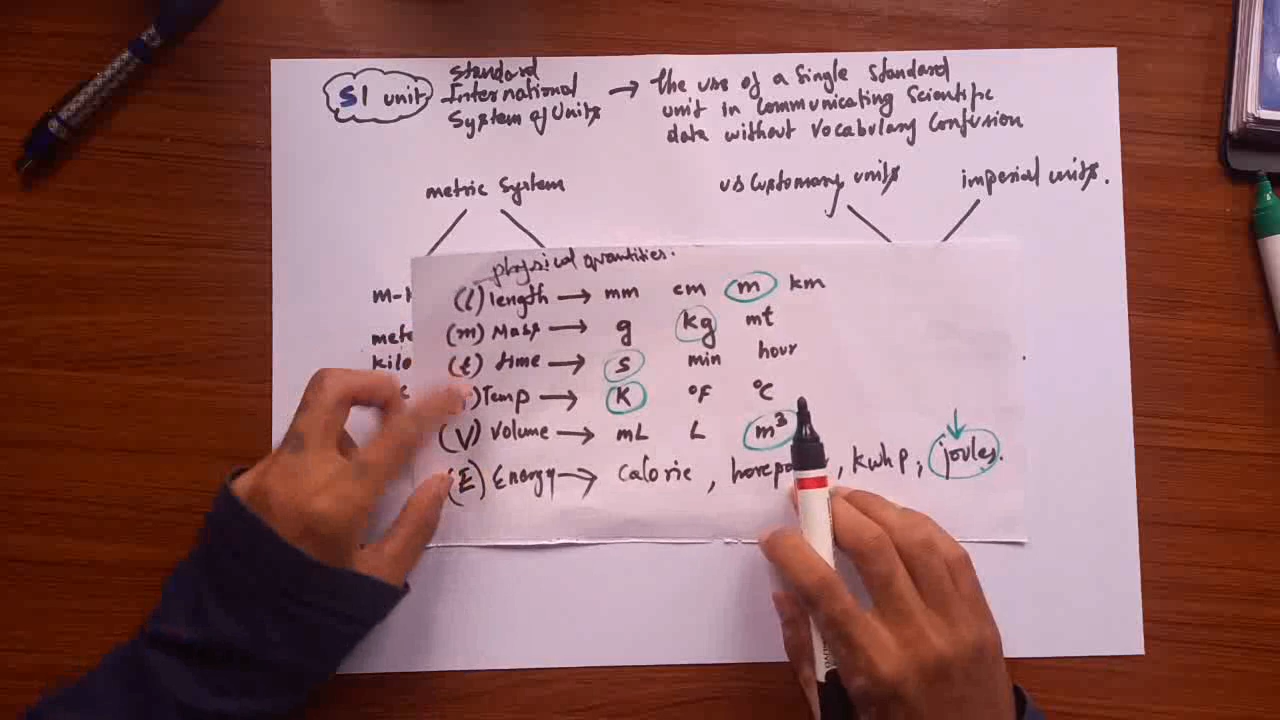 SI unit
Standard
International
System of Units
→ The use of a single standard
unit in communicating Scientific
data without vocabulary confusion
metric System
US Customary units
imperial units.
physical quantities.
(l) length → mm cm m km
(m) Mass → g kg mt
(t) time → s min hour
Temp → K °F °C
(V) Volume → mL L m³
(E) Energy → Calorie, , kwhp, joules.